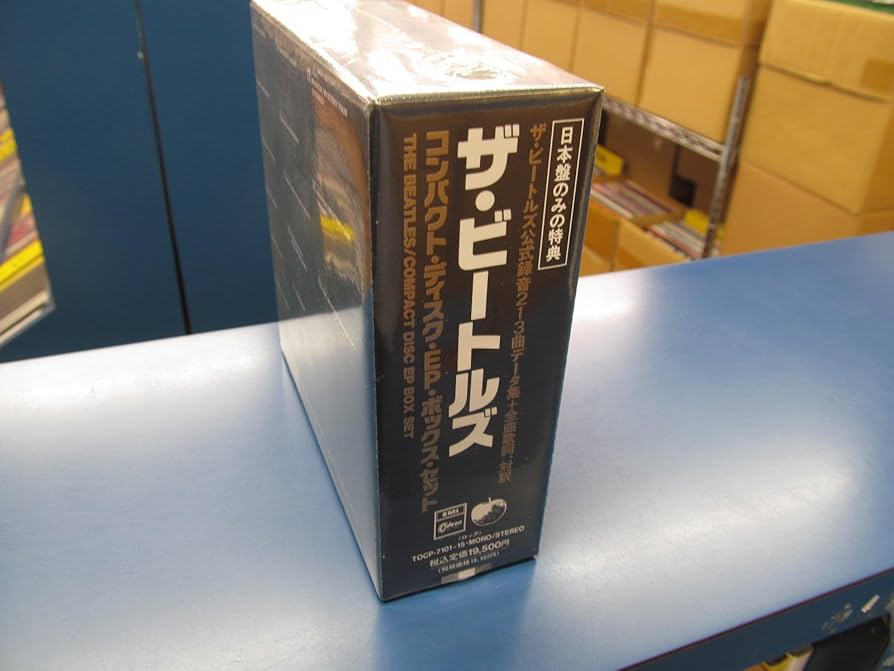 日本盤のみの特典
ザ・ビートルズ公式録音213曲データ集+全曲歌詞・対訳
ザ・ビートルズ
コンパクト・ディスク・EP・ボックス・セット
THE BEATLES/COMPACT DISC EP BOX SET
EMI
Odeon
(ロック)
TOCP-7101-15・MONO/STEREO
税込定価19,500円